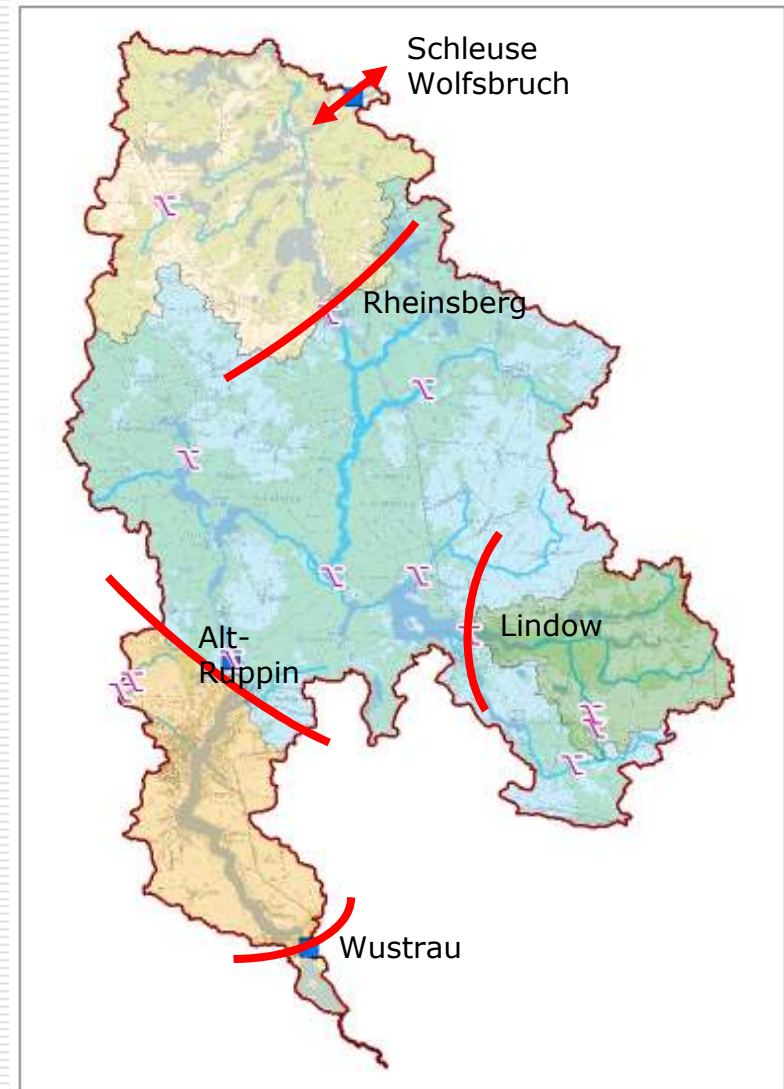 Schleuse
Wolfsbruch
Rheinsberg
Lindow
Alt-
Ruppin
Wustrau